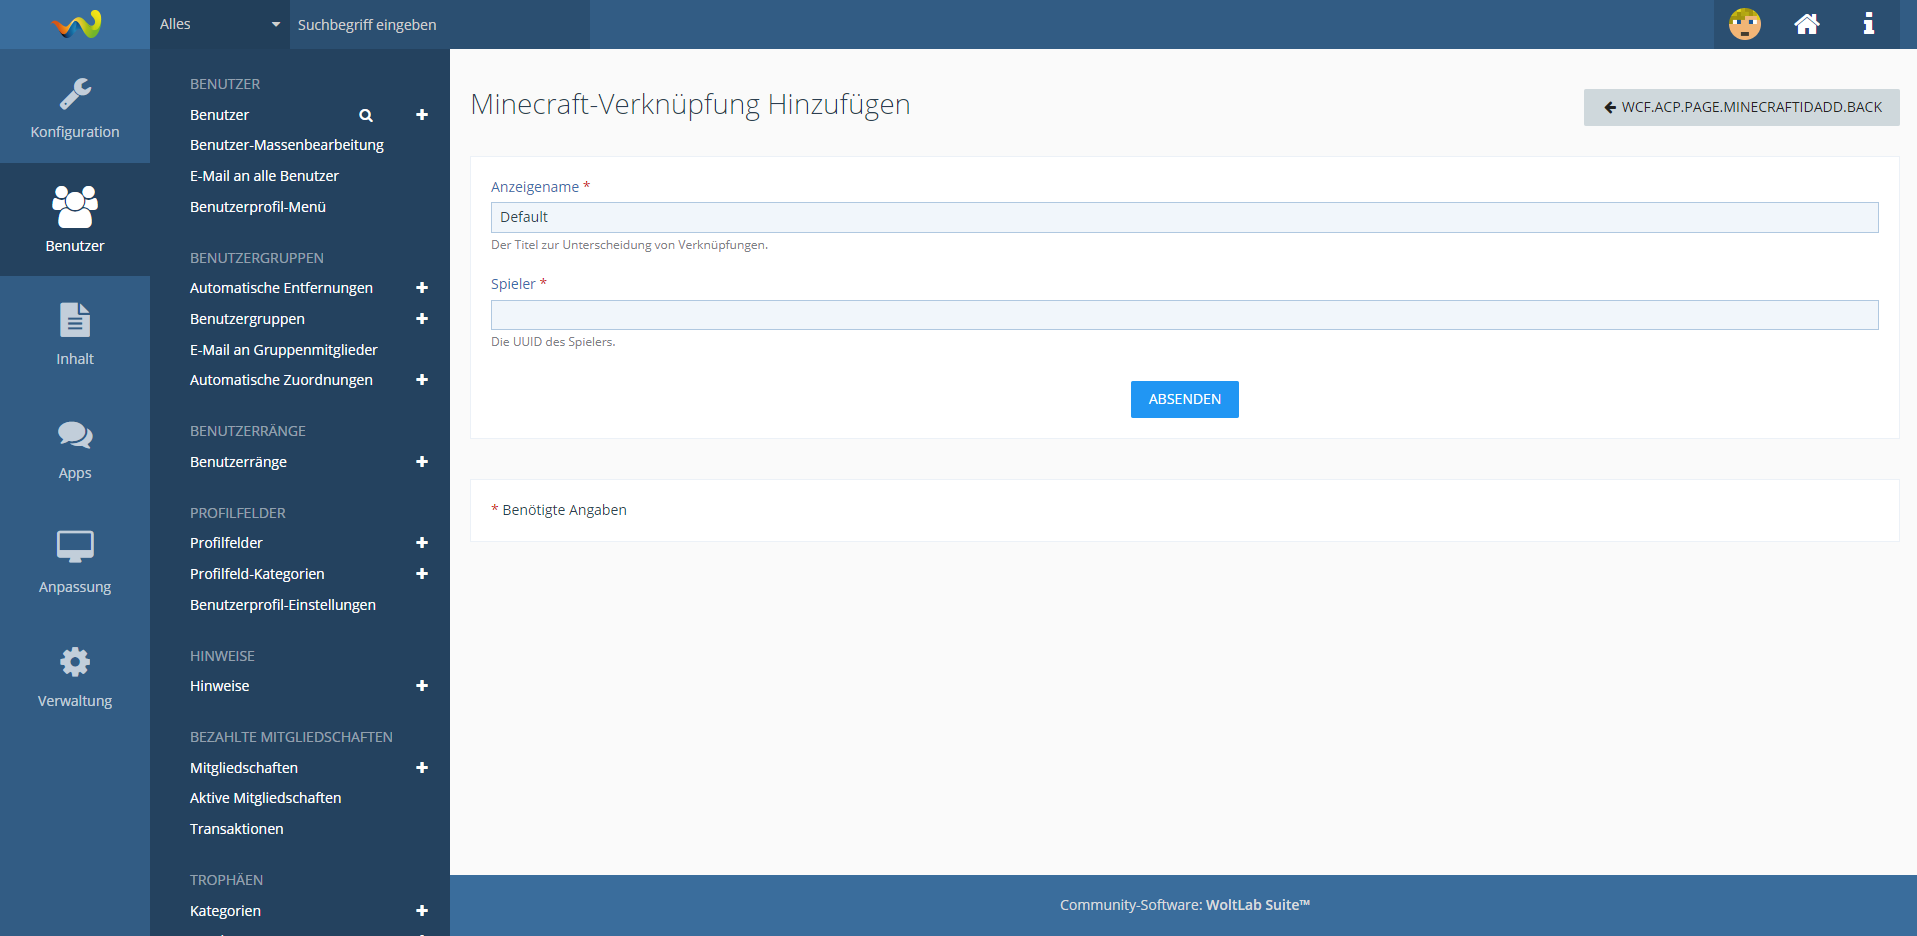 Alles
Suchbegriff eingeben
Konfiguration
Benutzer
Inhalt
Apps
Anpassung
Verwaltung
BENUTZER
Benutzer
Benutzer-Massenbearbeitung
E-Mail an alle Benutzer
Benutzerprofil-Menü
BENUTZERGRUPPEN
Automatische Entfernungen
Benutzergruppen
E-Mail an Gruppenmitglieder
Automatische Zuordnungen
BENUTZERRÄNGE
Benutzerränge
PROFILFELDER
Profilfelder
Profilfeld-Kategorien
Benutzerprofil-Einstellungen
HINWEISE
Hinweise
BEZAHLTE MITGLIEDSCHAFTEN
Mitgliedschaften
Aktive Mitgliedschaften
Transaktionen
TROPHÄEN
Kategorien
Minecraft-Verknüpfung Hinzufügen
WCF.ACP.PAGE.MINECRAFTIDADD.BACK
Anzeigename *
Default
Der Titel zur Unterscheidung von Verknüpfungen.
Spieler *
Die UUID des Spielers.
ABSENDEN
* Benötigte Angaben
Community-Software: WoltLab Suite™